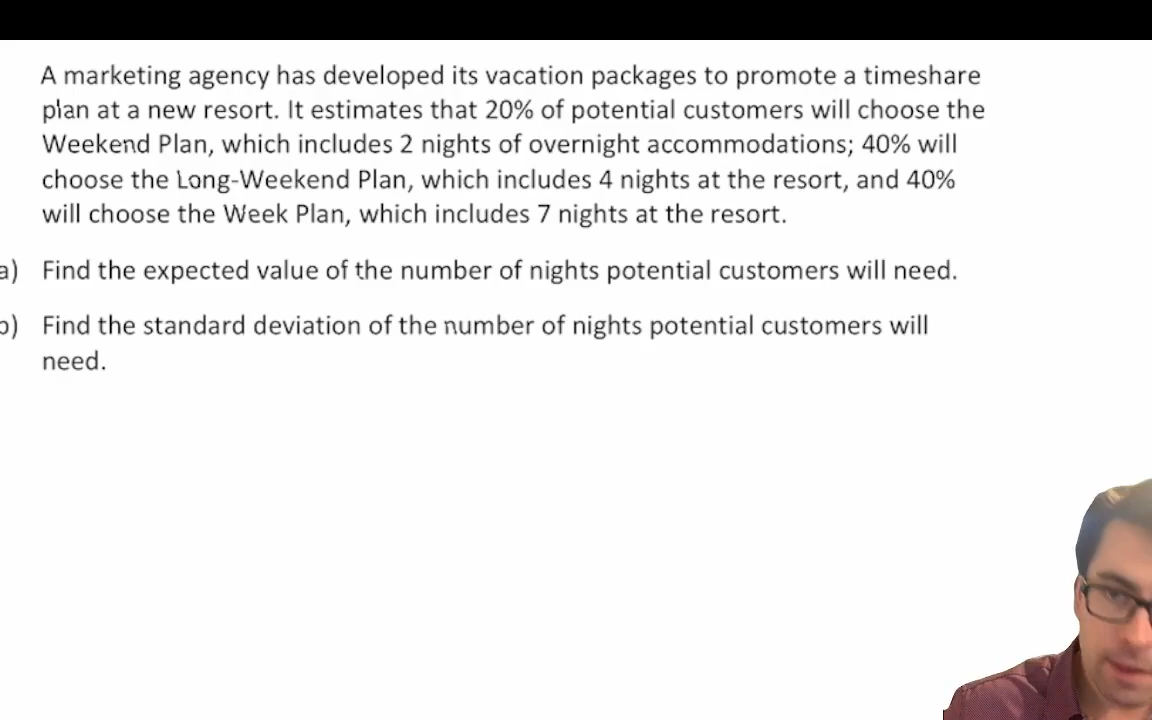 A marketing agency has developed its vacation packages to promote a timeshare
plan at a new resort. It estimates that 20% of potential customers will choose the
Weekend Plan, which includes 2 nights of overnight accommodations; 40% will
choose the Long-Weekend Plan, which includes 4 nights at the resort, and 40%
will choose the Week Plan, which includes 7 nights at the resort.
a) Find the expected value of the number of nights potential customers will need.
b) Find the standard deviation of the number of nights potential customers will
need.